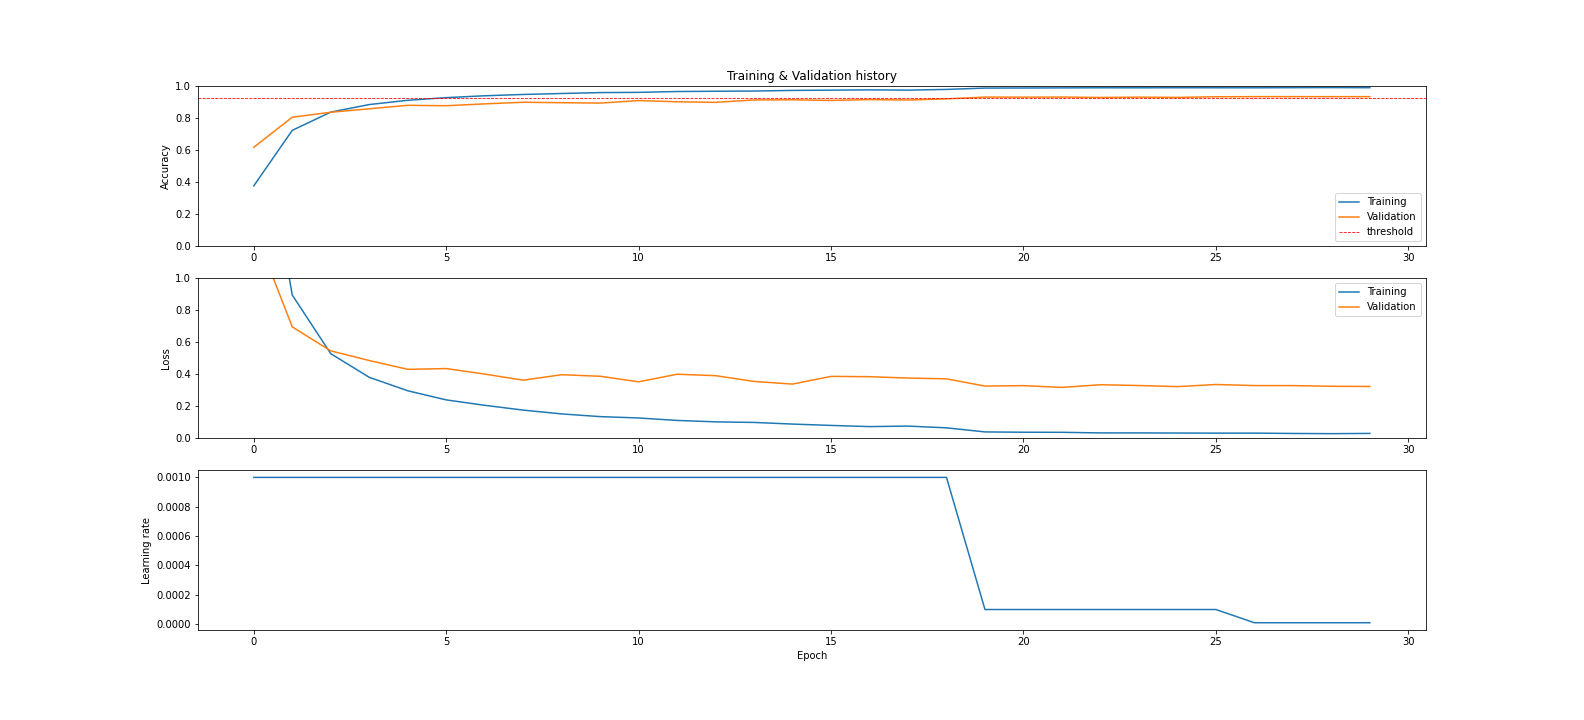 Training & Validation history
Accuracy
1.0
0.8
0.6
0.4
0.2
0.0
Training
Validation
threshold
0 5 10 15 20 25 30
Loss
1.0
0.8
0.6
0.4
0.2
0.0
Training
Validation
0 5 10 15 20 25 30
Learning rate
0.0010
0.0008
0.0006
0.0004
0.0002
0.0000
0 5 10 15 20 25 30
Epoch